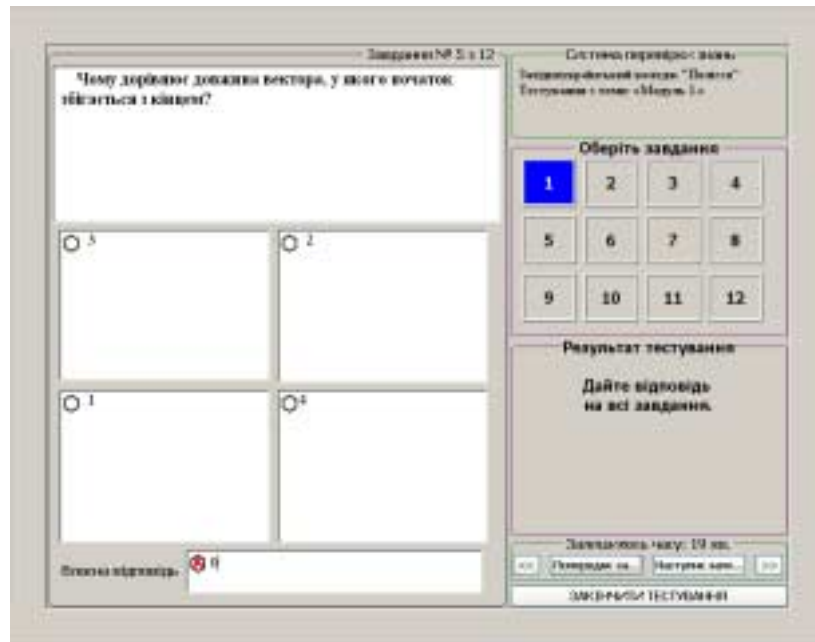 Завдання № 5 з 12
Чому дорівнює довжина вектора, у якого початок
збігається з кінцем?
3
2
1
4
Власна відповідь
0
Система перевірки знань
"Полісся"
Тестування з теми: «Модуль 1»
Оберіть завдання
1 2 3 4
5 6 7 8
9 10 11 12
Результат тестування
Дайте відповідь
на всі завдання.
Залишилось часу: 19 хв.
<< >>
ЗАКІНЧИТИ ТЕСТУВАННЯ